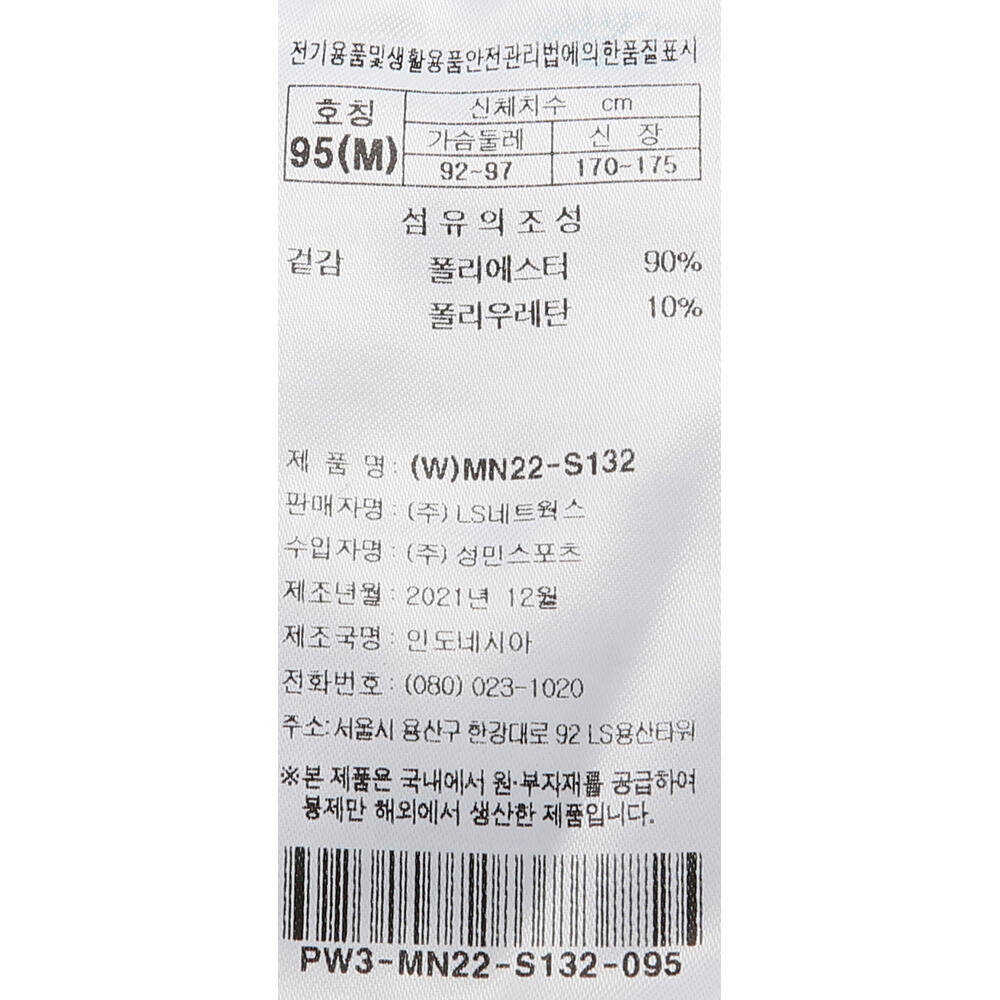 전기용품및생활용품안전관리법에의한품질표시
호칭 신체치수 cm
95(M) 가슴둘레 신 장
92~97 170~175
섬유의조성
겉감 폴리에스터 90%
폴리우레탄 10%
제 품 명 : (W)MN22-S132
판매자명 : (주) LS네트웍스
수입자명 : (주) 성민스포츠
제조년월 : 2021년 12월
제조국명 : 인도네시아
전화번호 : (080) 023-1020
주소: 서울시 용산구 한강대로 92 LS용산타워
※본 제품은 국내에서 원·부자재를 공급하여
봉제만 해외에서 생산한 제품입니다.
PW3-MN22-S132-095